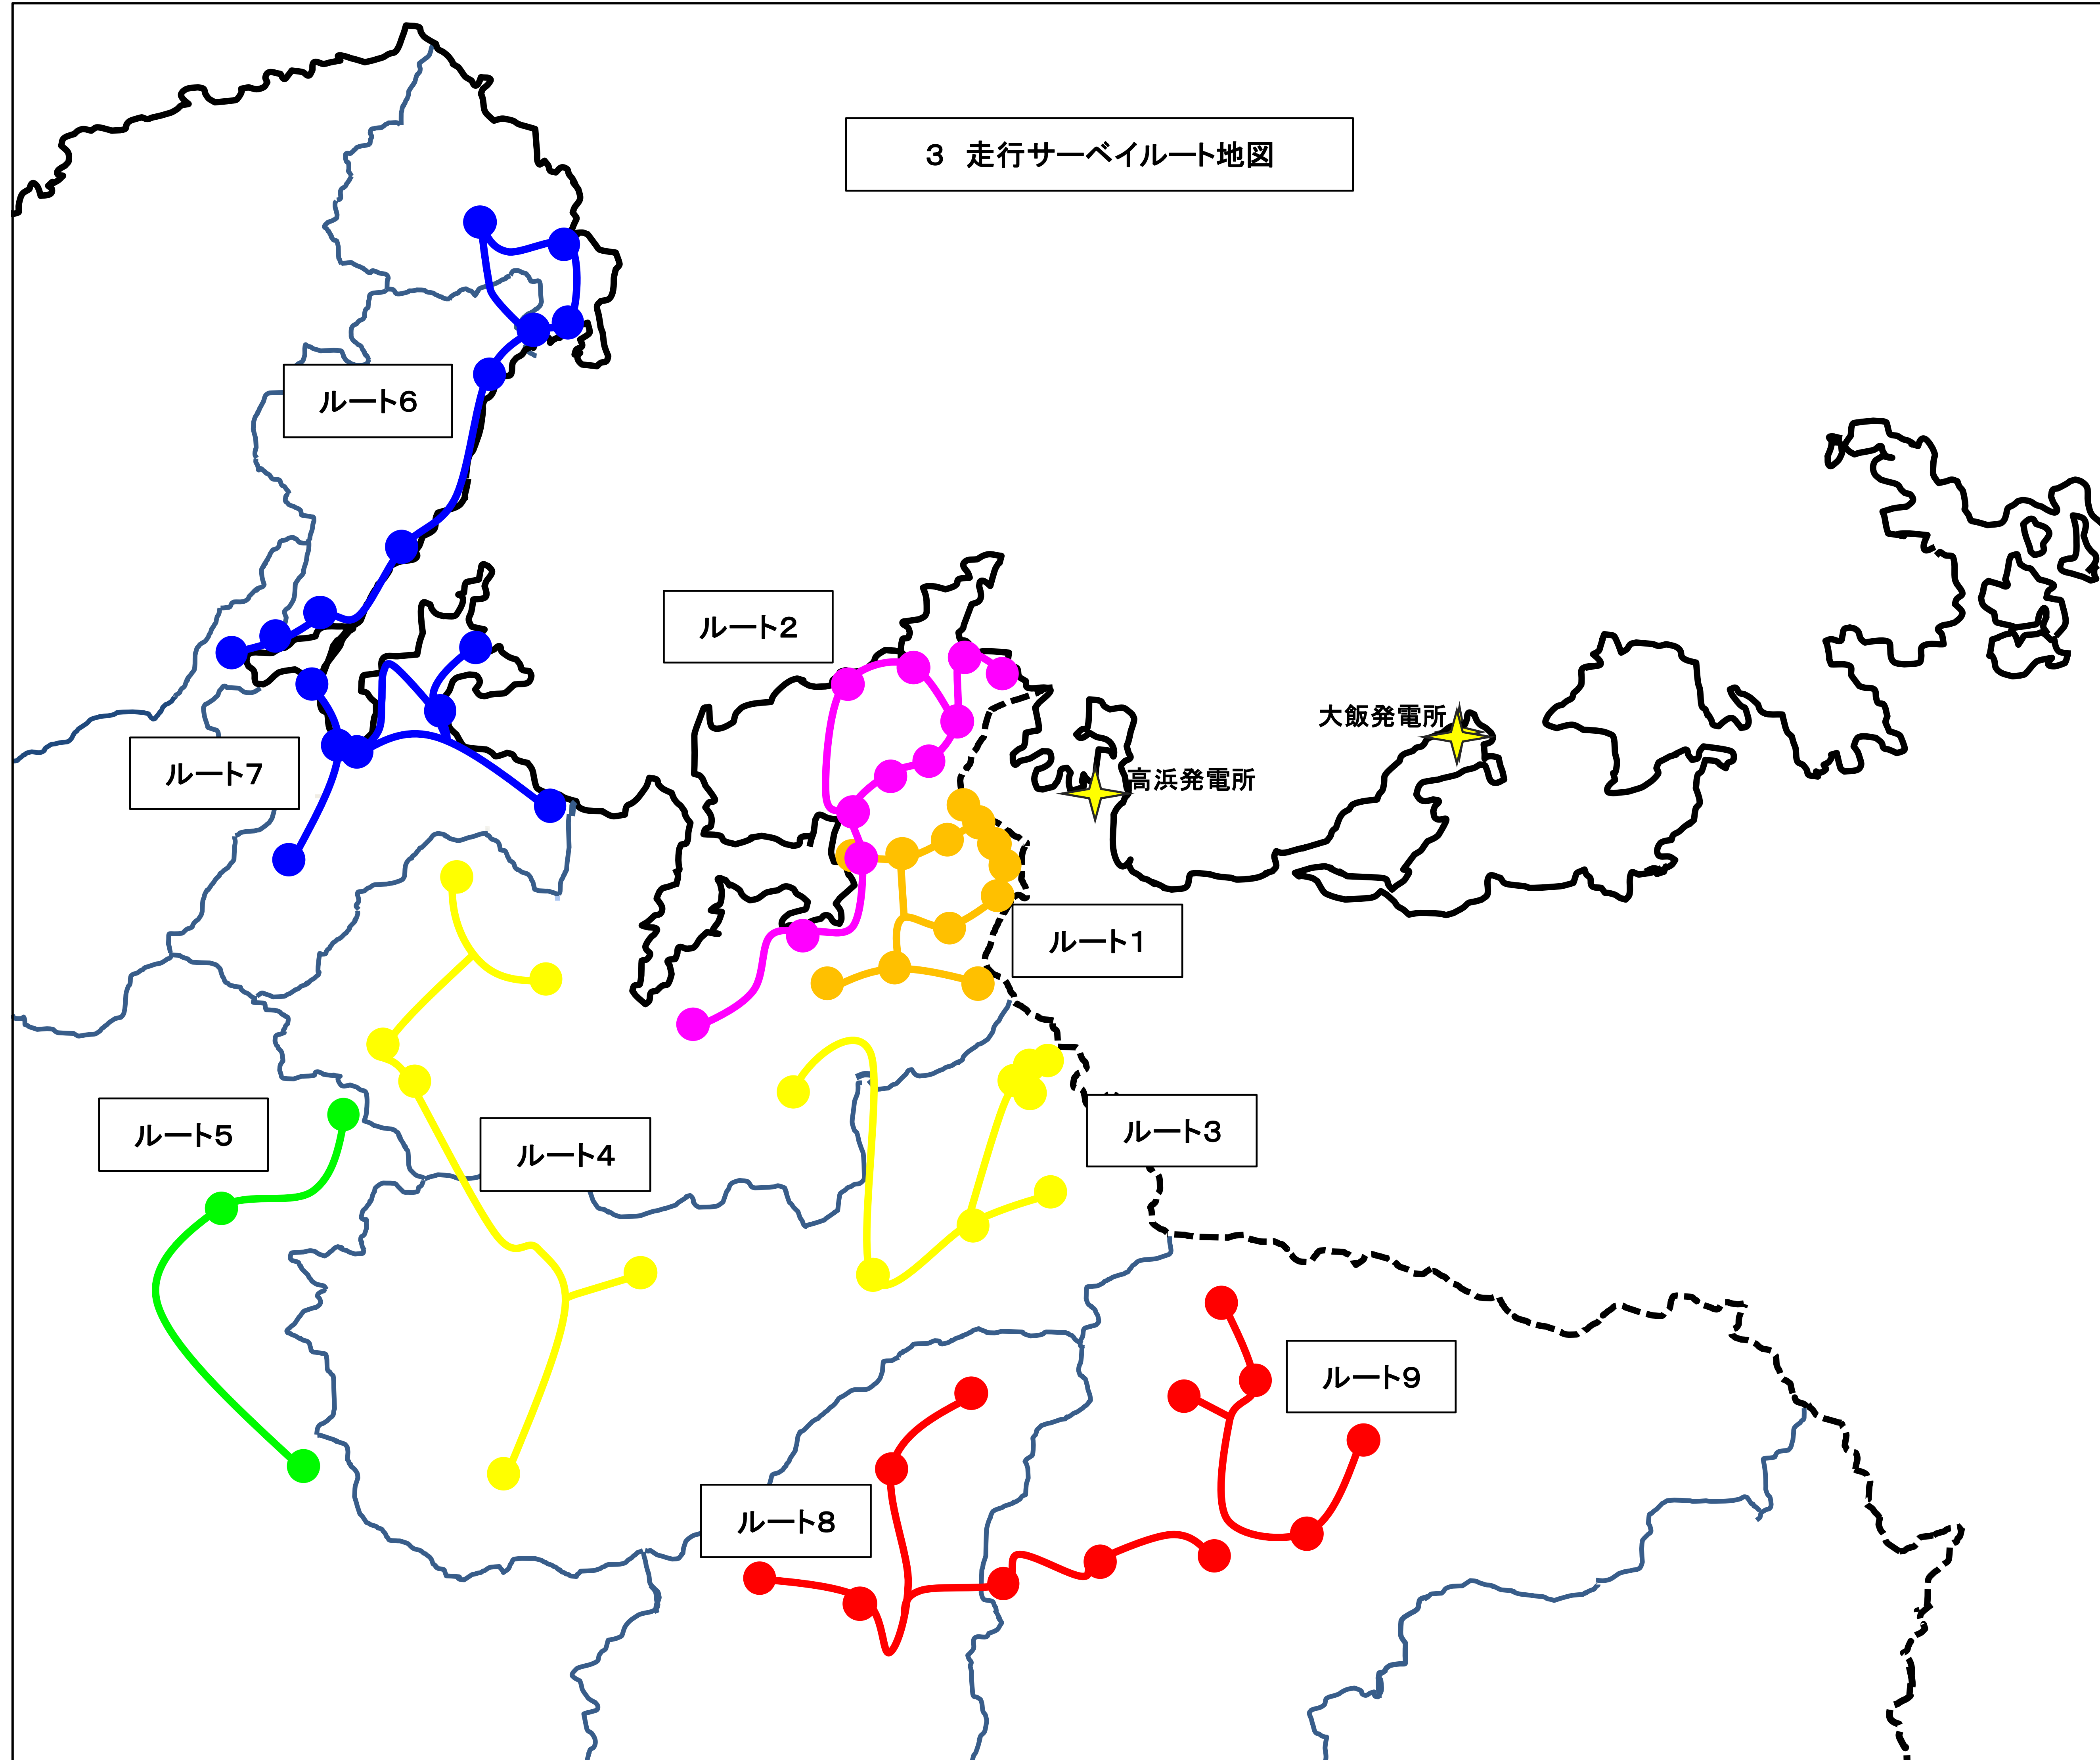 ３　走行サーベイルート地図
ルート６
ルート２
大飯発電所
ルート７
高浜発電所
ルート１
ルート５
ルート４
ルート３
ルート９
ルート８